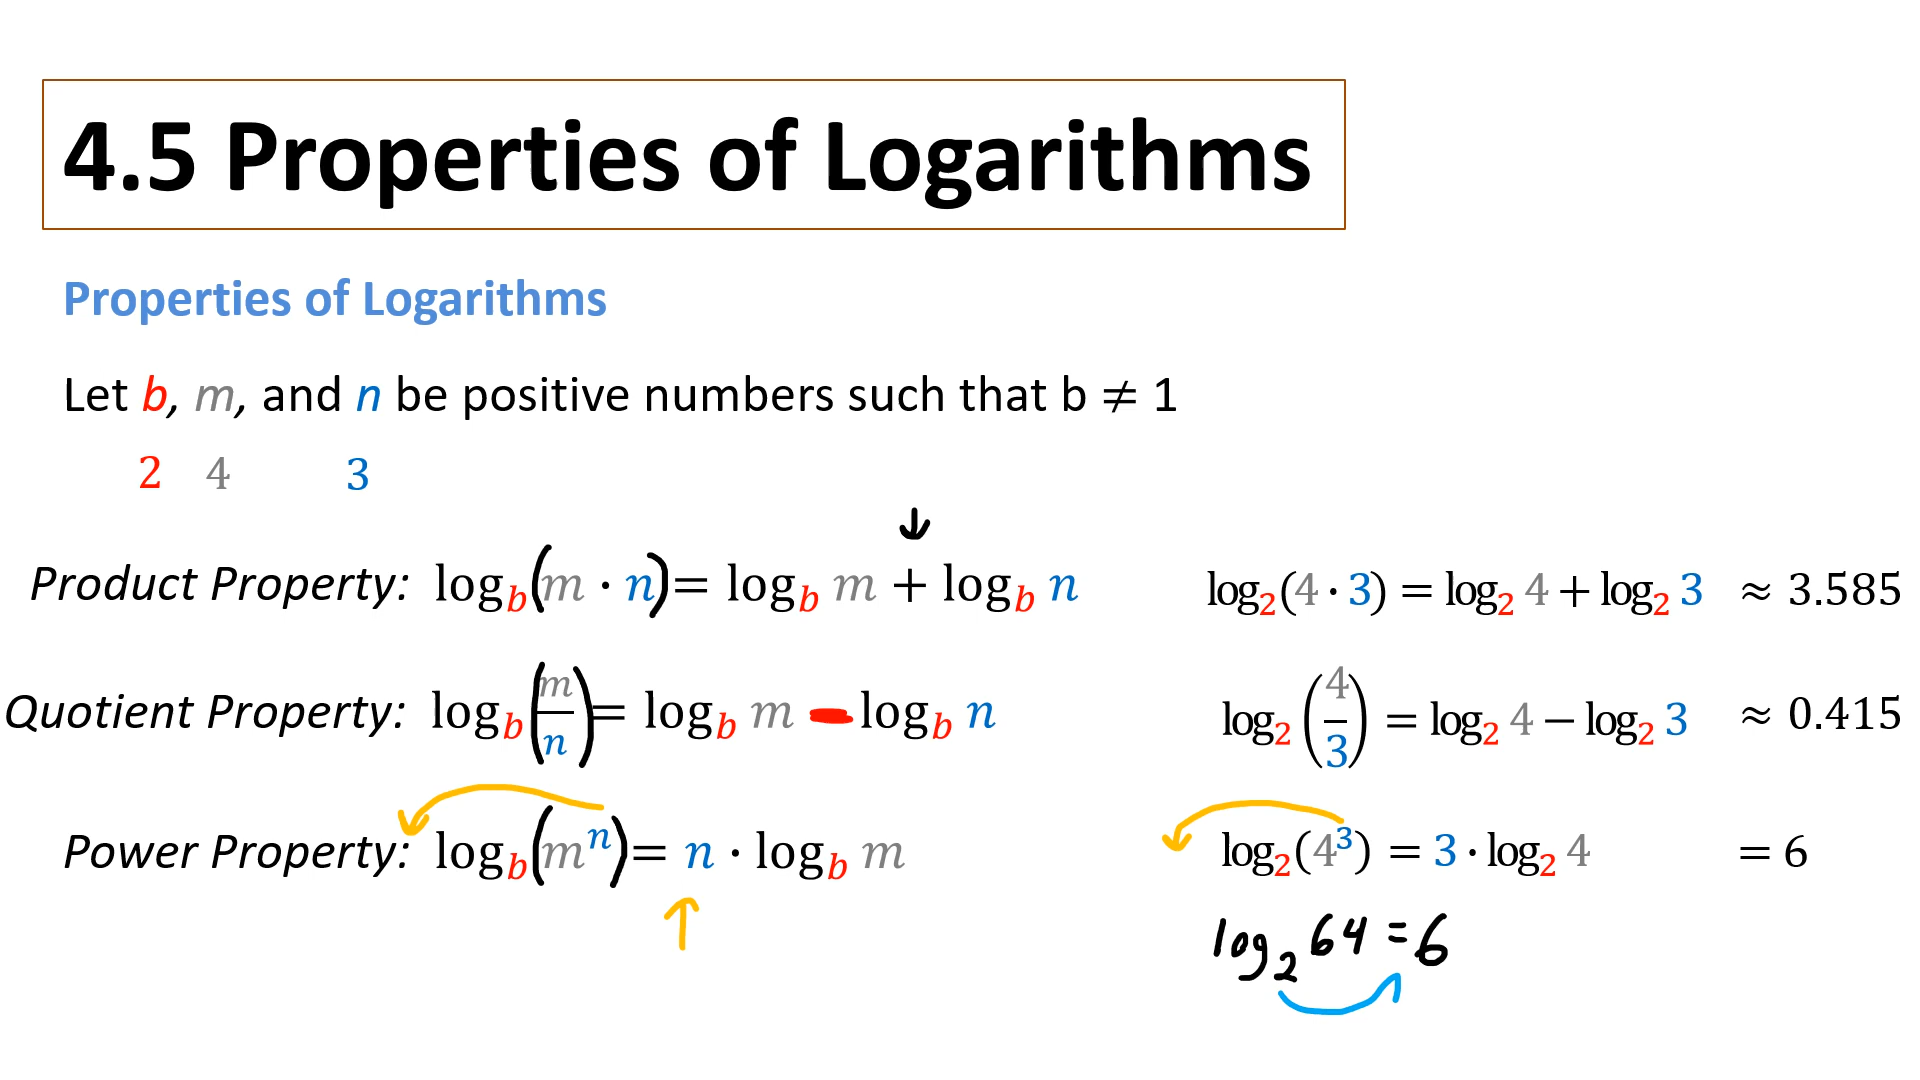 4.5 Properties of Logarithms
Properties of Logarithms
Let b, m, and n be positive numbers such that b ≠ 1
2 4 3
Product Property: log_b(m · n) = log_b m + log_b n
log_2(4 · 3) = log_2 4 + log_2 3 ≈ 3.585
Quotient Property: log_b(m/n) = log_b m − log_b n
log_2(4/3) = log_2 4 − log_2 3 ≈ 0.415
Power Property: log_b(m^n) = n · log_b m
log_2(4^3) = 3 · log_2 4 = 6
log_2 64 = 6